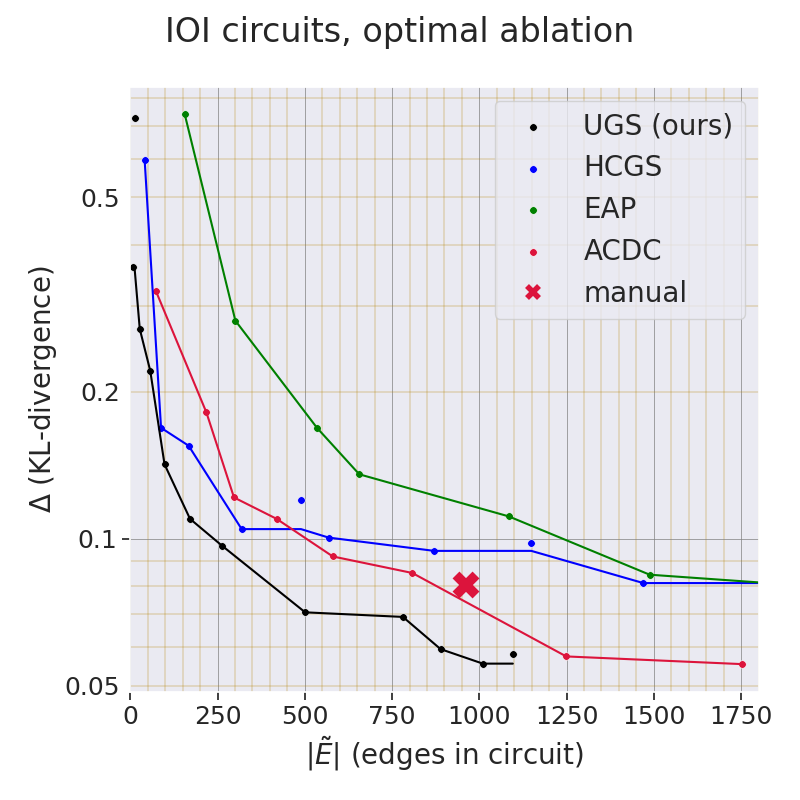 IOI circuits, optimal ablation
UGS (ours)
HCGS
EAP
ACDC
manual
Δ (KL-divergence)
0.5
0.2
0.1
0.05
0 250 500 750 1000 1250 1500 1750
|Ẽ| (edges in circuit)